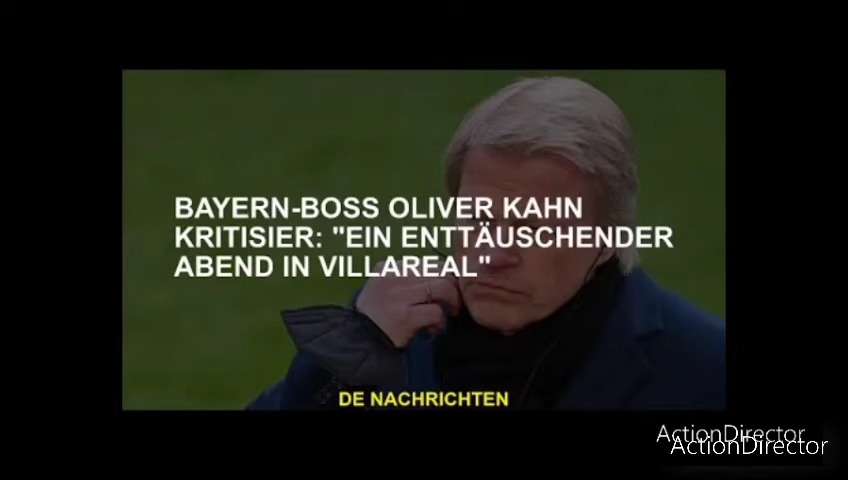 BAYERN-BOSS OLIVER KAHN
KRITISIER: "EIN ENTTÄUSCHENDER
ABEND IN VILLAREAL"
DE NACHRICHTEN
ActionDirector
ActionDirector